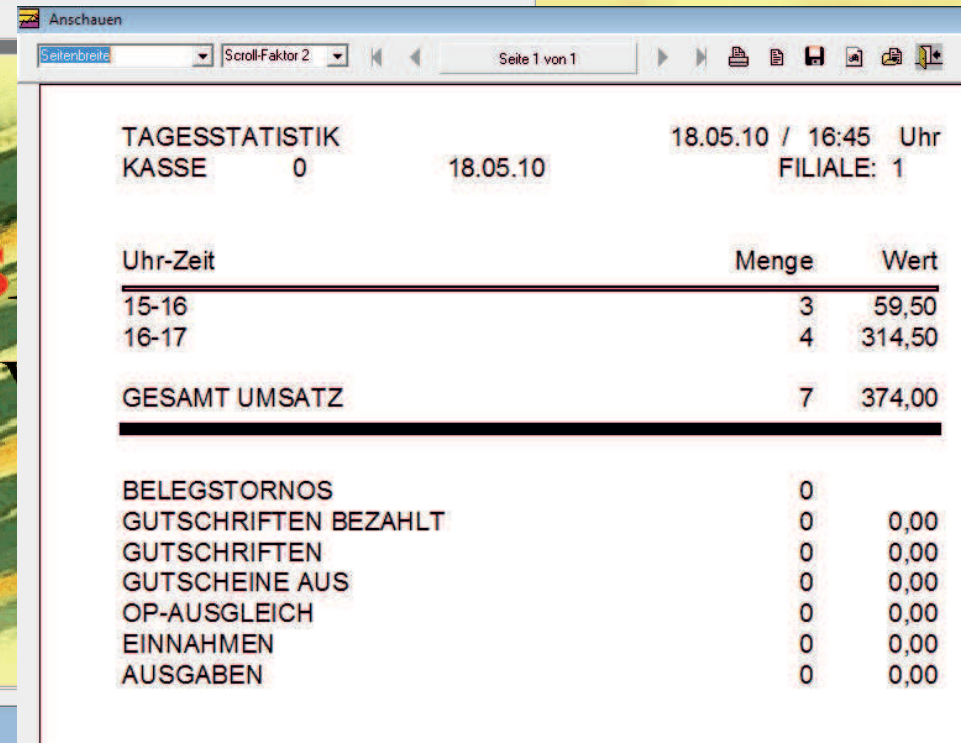 Anschauen
Seitenbreite Scroll-Faktor 2 Seite 1 von 1
TAGESSTATISTIK 18.05.10 / 16:45 Uhr
KASSE 0 18.05.10 FILIALE: 1
Uhr-Zeit Menge Wert
15-16 3 59,50
16-17 4 314,50
GESAMT UMSATZ 7 374,00
BELEGSTORNOS 0
GUTSCHRIFTEN BEZAHLT 0 0,00
GUTSCHRIFTEN 0 0,00
GUTSCHEINE AUS 0 0,00
OP-AUSGLEICH 0 0,00
EINNAHMEN 0 0,00
AUSGABEN 0 0,00